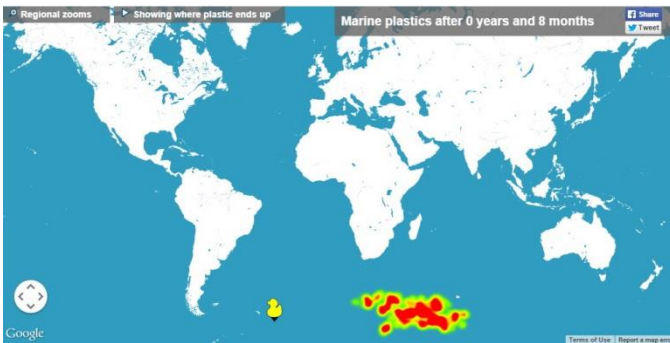 Regional zooms
Showing where plastic ends up
Marine plastics after 0 years and 8 months
Share
Tweet
Google
Terms of Use
Report a map err